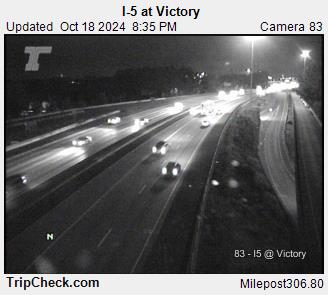 I-5 at Victory
Updated Oct 18 2024 8:35 PM Camera 83
T
N
83 - I5 @ Victory
TripCheck.com Milepost306.80